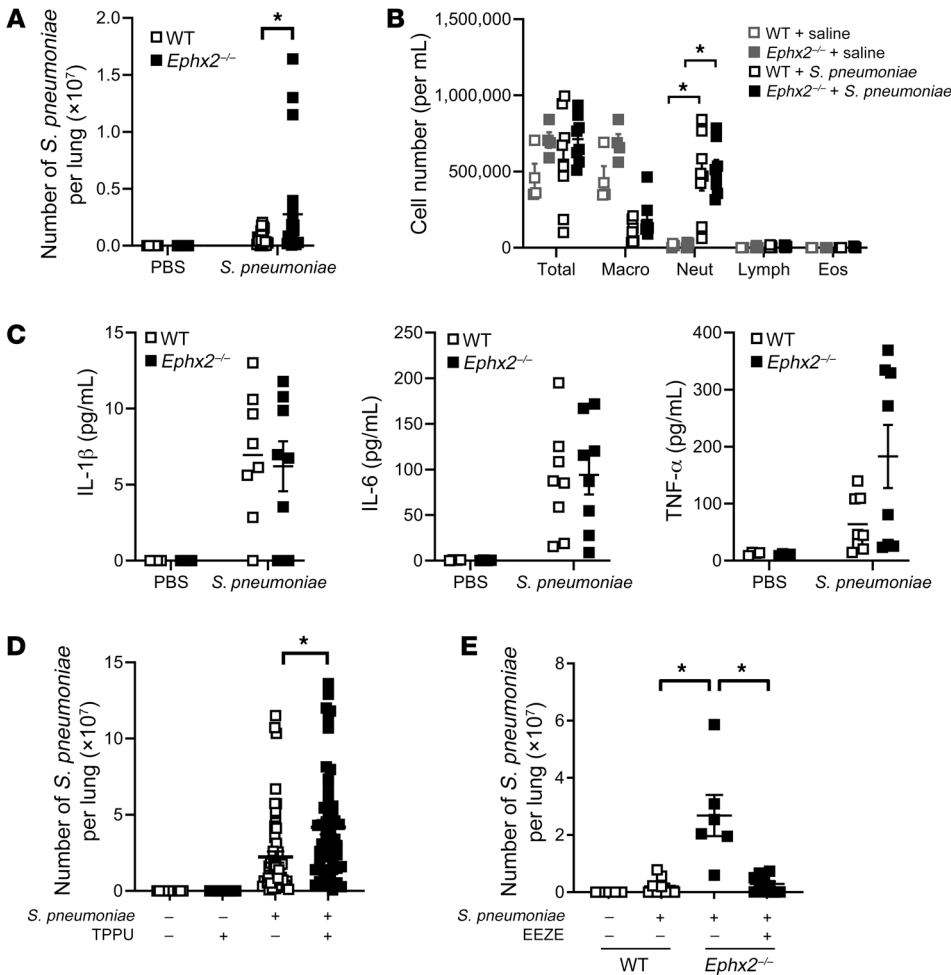 A
Number of S. pneumoniae
per lung (×10⁷)
2.0
1.5
1.0
0.5
0.0
WT
Ephx2⁻/⁻
*
PBS
S. pneumoniae
B
Cell number (per mL)
1,500,000
1,000,000
500,000
0
WT + saline
Ephx2⁻/⁻ + saline
WT + S. pneumoniae
Ephx2⁻/⁻ + S. pneumoniae
*
*
Total
Macro
Neut
Lymph
Eos
C
IL-1β (pg/mL)
15
10
5
0
WT
Ephx2⁻/⁻
PBS
S. pneumoniae
IL-6 (pg/mL)
250
200
150
100
50
0
WT
Ephx2⁻/⁻
PBS
S. pneumoniae
TNF-α (pg/mL)
400
300
200
100
0
WT
Ephx2⁻/⁻
PBS
S. pneumoniae
D
Number of S. pneumoniae
per lung (×10⁷)
15
10
5
0
*
S. pneumoniae – – + +
TPPU – + – +
E
Number of S. pneumoniae
per lung (×10⁷)
8
6
4
2
0
*
*
S. pneumoniae – + + +
EEZE – – – +
WT
Ephx2⁻/⁻